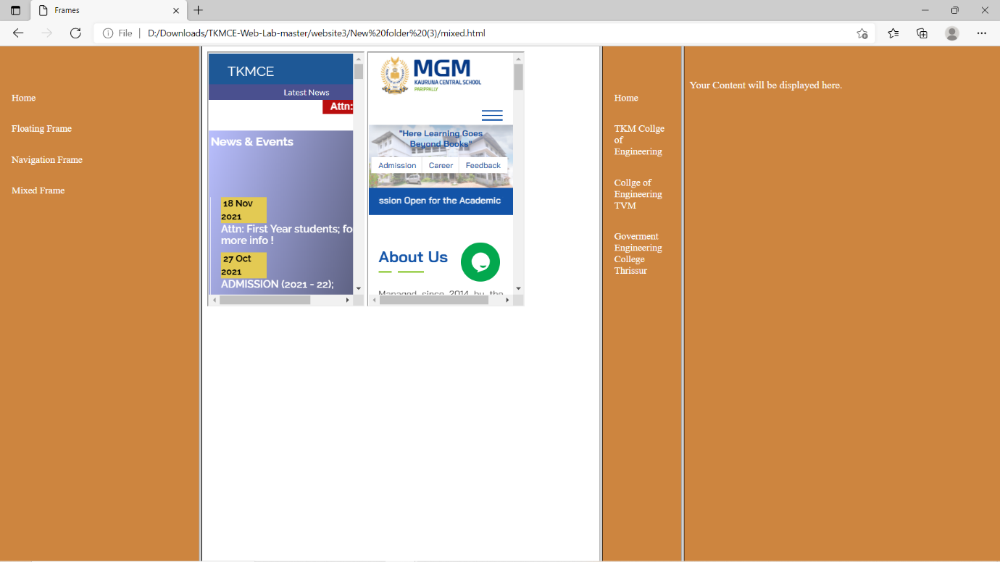 Frames
File
D:/Downloads/TKMCE-Web-Lab-master/website3/New%20folder%20(3)/mixed.html
Home
Floating Frame
Navigation Frame
Mixed Frame
TKMCE
Latest News
Attn:
News & Events
18 Nov
2021
Attn: First Year students; fo
more info !
27 Oct
2021
ADMISSION (2021 - 22);
MGM
KAURUNA CENTRAL SCHOOL
PARIPPALLY
"Here Learning Goes
Beyond Books"
Admission
Career
Feedback
ssion Open for the Academic
About Us
Managed since 2014 by the
Home
TKM Collge
of
Engineering
Collge of
Engineering
TVM
Goverment
Engineering
College
Thrissur
Your Content will be displayed here.